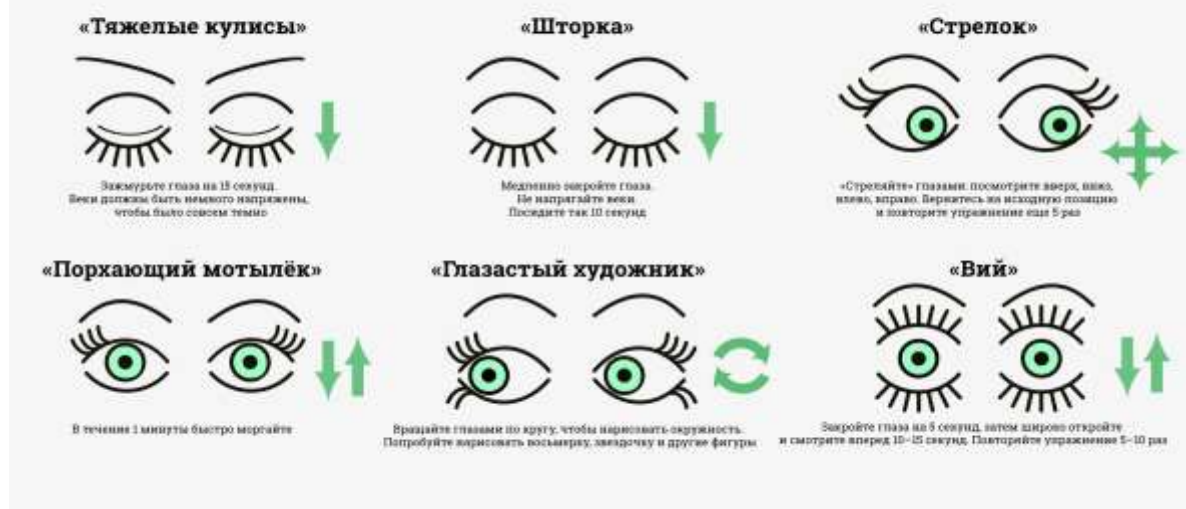 «Тяжелые кулисы»
Зажмурьте глаза на 15 секунд.
Веки должны быть немного напряжены,
чтобы было совсем темно
«Шторка»
Медленно закройте глаза.
Не напрягайте веки
Посидите так 10 секунд
«Стрелок»
«Стреляйте» глазами: посмотрите вверх, вниз,
влево, вправо. Вернитесь на исходную позицию
и повторите упражнение еще 5 раз
«Порхающий мотылёк»
В течение 1 минуты быстро моргайте
«Глазастый художник»
Вращайте глазами по кругу, чтобы нарисовать окружность.
Попробуйте нарисовать восьмерку, звездочку и другие фигуры
«Вий»
Закройте глаза на 5 секунд, затем широко откройте
и смотрите вперед 10–15 секунд. Повторяйте упражнение 5–10 раз